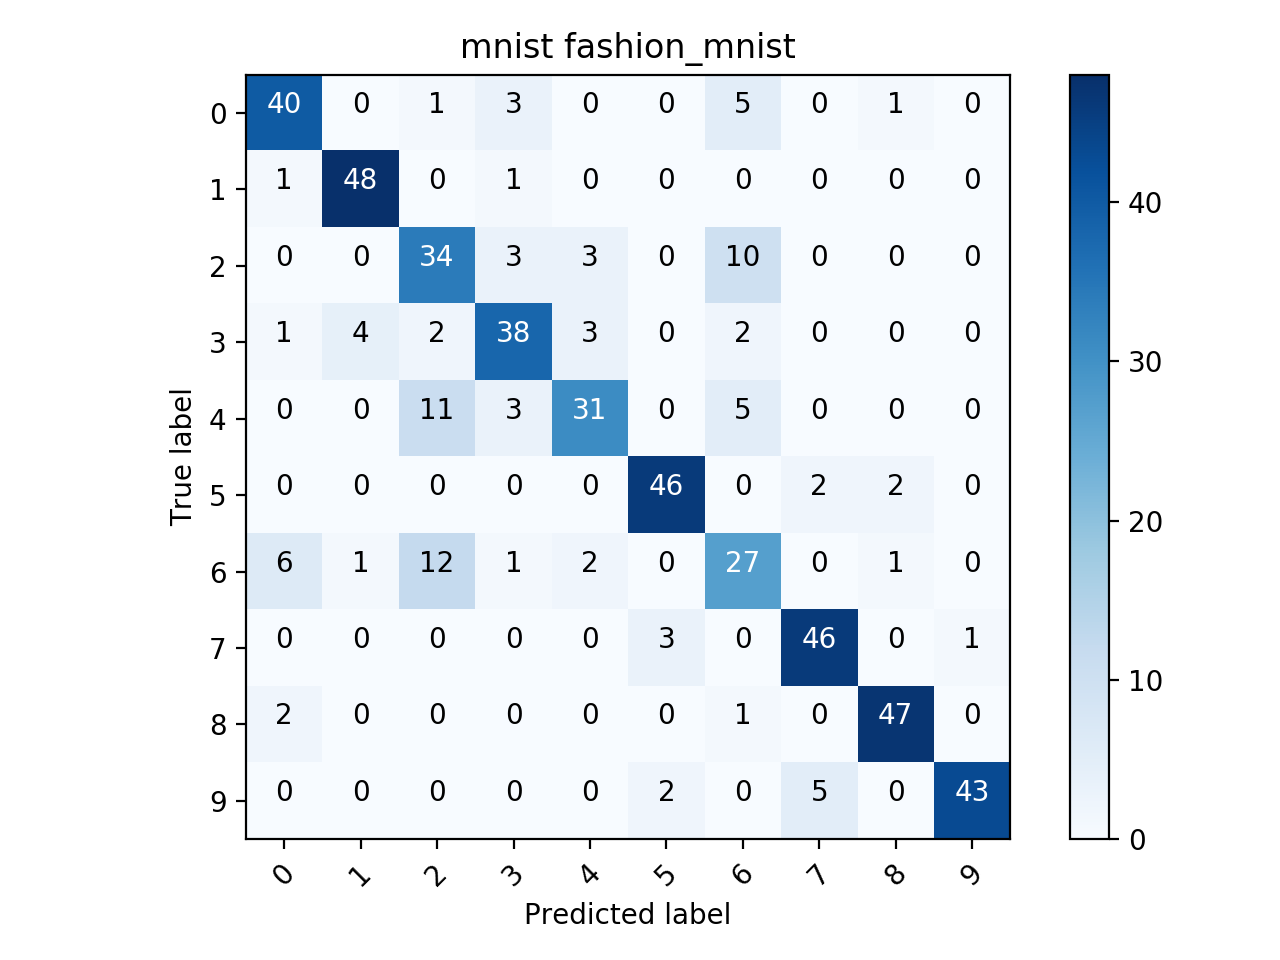 mnist fashion_mnist
0 40 0 1 3 0 0 5 0 1 0
1 1 48 0 1 0 0 0 0 0 0
2 0 0 34 3 3 0 10 0 0 0
3 1 4 2 38 3 0 2 0 0 0
4 0 0 11 3 31 0 5 0 0 0
5 0 0 0 0 0 46 0 2 2 0
6 6 1 12 1 2 0 27 0 1 0
7 0 0 0 0 0 3 0 46 0 1
8 2 0 0 0 0 0 1 0 47 0
9 0 0 0 0 0 2 0 5 0 43
True label
0 1 2 3 4 5 6 7 8 9
Predicted label
40
30
20
10
0